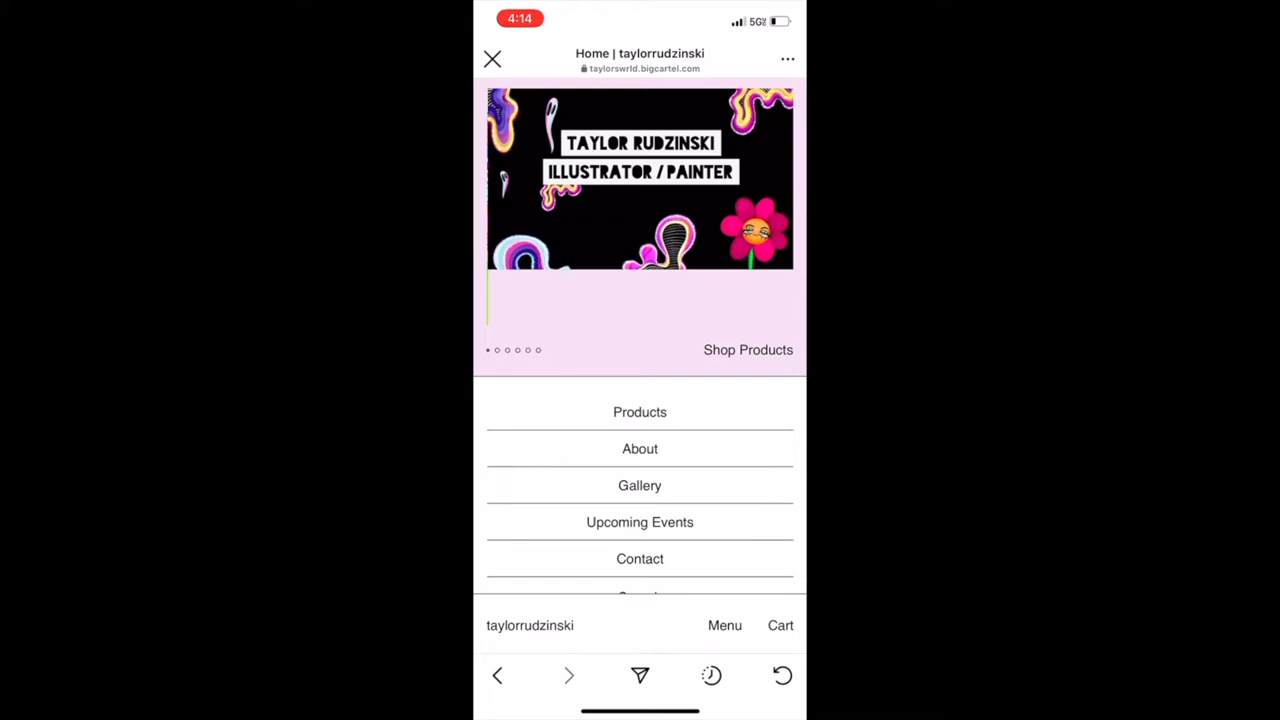 4:14
5G
Home | taylorrudzinski
taylorswrld.bigcartel.com
TAYLOR RUDZINSKI
ILLUSTRATOR / PAINTER
Shop Products
Products
About
Gallery
Upcoming Events
Contact
taylorrudzinski
Menu
Cart